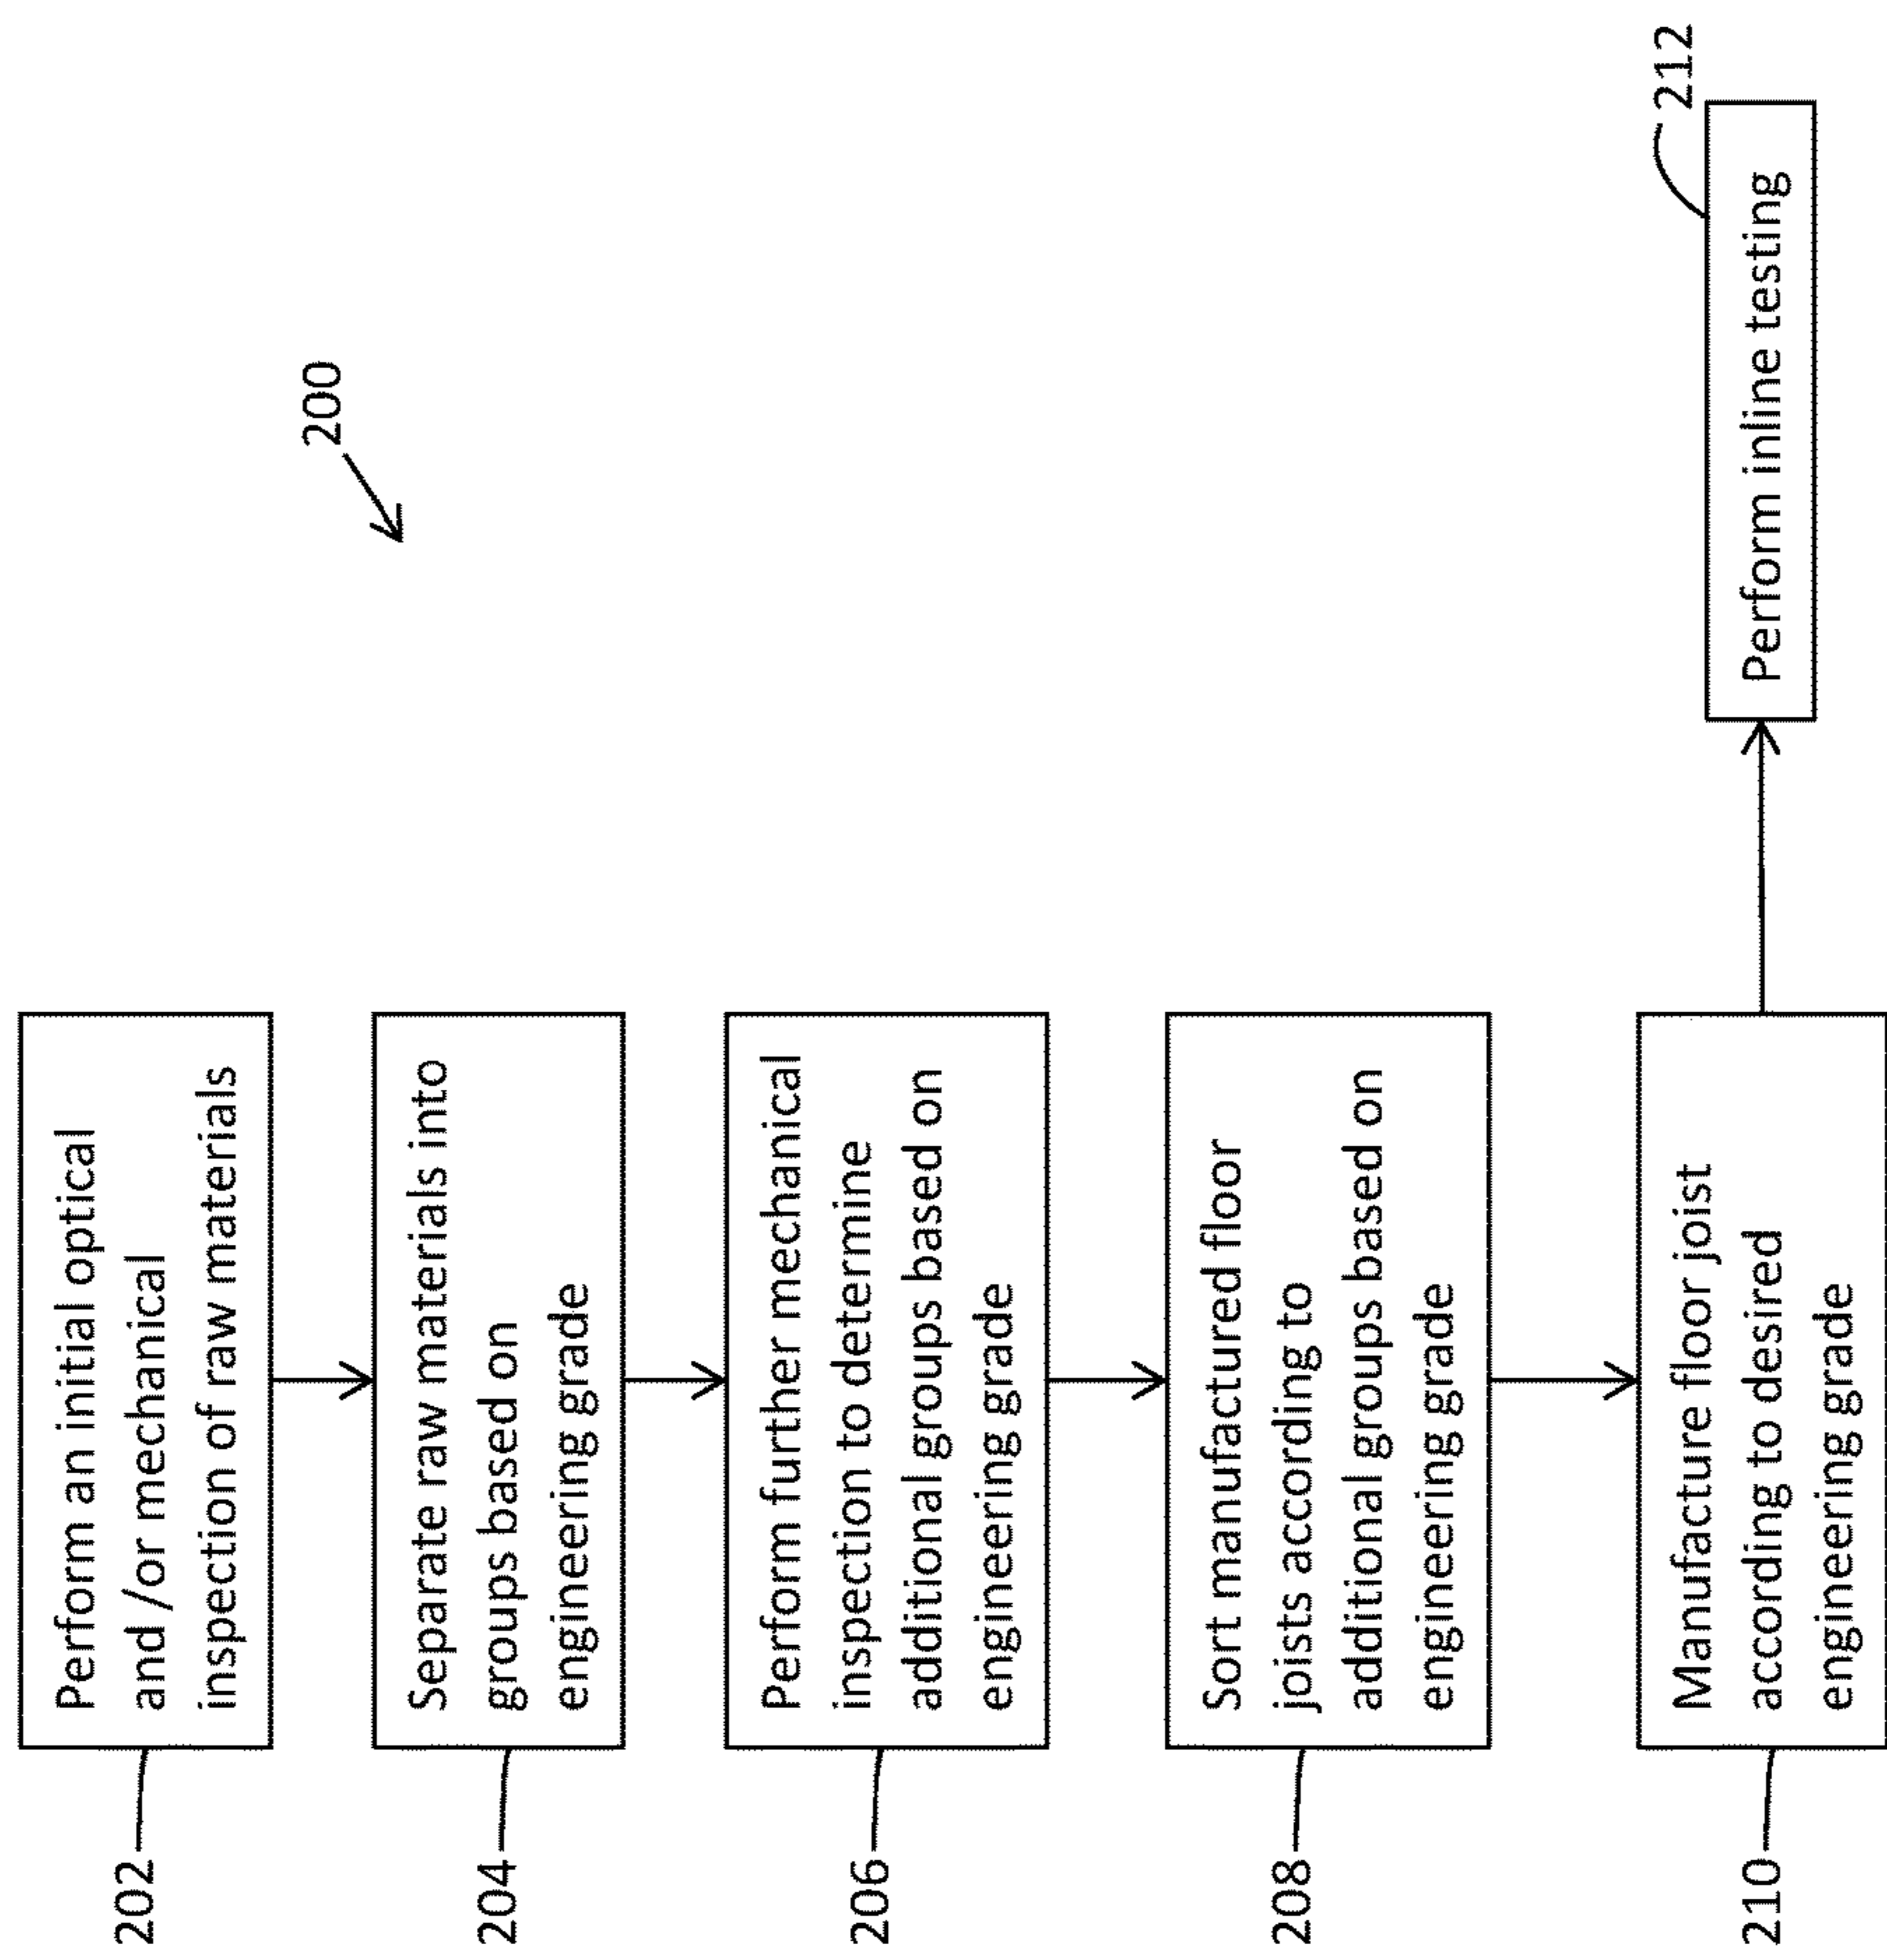 200
202
Perform an initial optical
and /or mechanical
inspection of raw materials
204
Separate raw materials into
groups based on
engineering grade
206
Perform further mechanical
inspection to determine
additional groups based on
engineering grade
208
Sort manufactured floor
joists according to
additional groups based on
engineering grade
210
Manufacture floor joist
according to desired
engineering grade
212
Perform inline testing